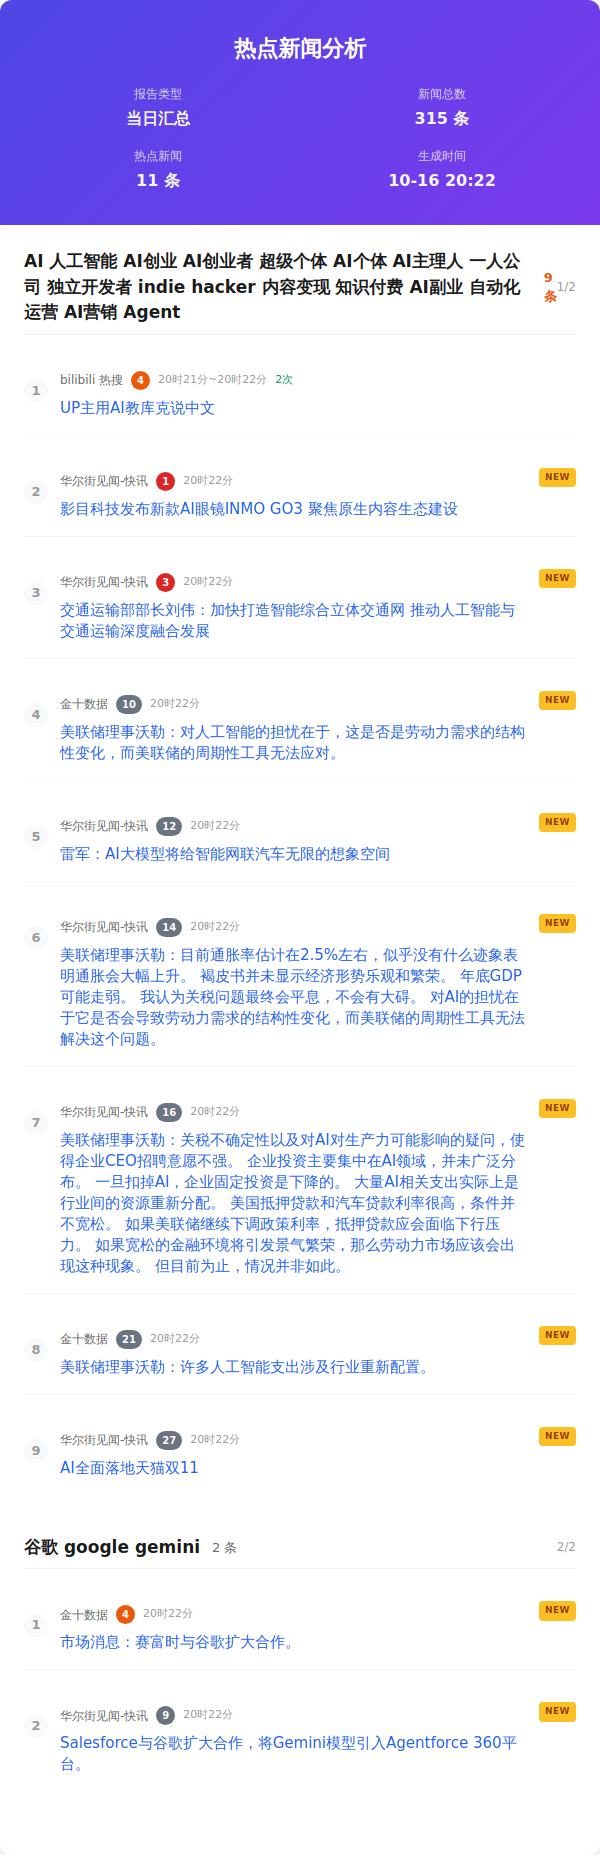 热点新闻分析
报告类型
新闻总数
当日汇总
315 条
热点新闻
生成时间
11 条
10-16 20:22
AI 人工智能 AI创业 AI创业者 超级个体 AI个体 AI主理人 一人公
司 独立开发者 indie hacker 内容变现 知识付费 AI副业 自动化
运营 AI营销 Agent
9
条
1/2
1
bilibili 热搜 4 20时21分~20时22分 2次
UP主用AI教库克说中文
2
华尔街见闻-快讯 1 20时22分
NEW
影目科技发布新款AI眼镜INMO GO3 聚焦原生内容生态建设
3
华尔街见闻-快讯 3 20时22分
NEW
交通运输部部长刘伟：加快打造智能综合立体交通网 推动人工智能与
交通运输深度融合发展
4
金十数据 10 20时22分
NEW
美联储理事沃勒：对人工智能的担忧在于，这是否是劳动力需求的结构
性变化，而美联储的周期性工具无法应对。
5
华尔街见闻-快讯 12 20时22分
NEW
雷军：AI大模型将给智能网联汽车无限的想象空间
6
华尔街见闻-快讯 14 20时22分
NEW
美联储理事沃勒：目前通胀率估计在2.5%左右，似乎没有什么迹象表
明通胀会大幅上升。 褐皮书并未显示经济形势乐观和繁荣。 年底GDP
可能走弱。 我认为关税问题最终会平息，不会有大碍。 对AI的担忧在
于它是否会导致劳动力需求的结构性变化，而美联储的周期性工具无法
解决这个问题。
7
华尔街见闻-快讯 16 20时22分
NEW
美联储理事沃勒：关税不确定性以及对AI对生产力可能影响的疑问，使
得企业CEO招聘意愿不强。 企业投资主要集中在AI领域，并未广泛分
布。 一旦扣掉AI，企业固定投资是下降的。 大量AI相关支出实际上是
行业间的资源重新分配。 美国抵押贷款和汽车贷款利率很高，条件并
不宽松。 如果美联储继续下调政策利率，抵押贷款应会面临下行压
力。 如果宽松的金融环境将引发景气繁荣，那么劳动力市场应该会出
现这种现象。 但目前为止，情况并非如此。
8
金十数据 21 20时22分
NEW
美联储理事沃勒：许多人工智能支出涉及行业重新配置。
9
华尔街见闻-快讯 27 20时22分
NEW
AI全面落地天猫双11
谷歌 google gemini 2 条
2/2
1
金十数据 4 20时22分
NEW
市场消息：赛富时与谷歌扩大合作。
2
华尔街见闻-快讯 9 20时22分
NEW
Salesforce与谷歌扩大合作，将Gemini模型引入Agentforce 360平
台。